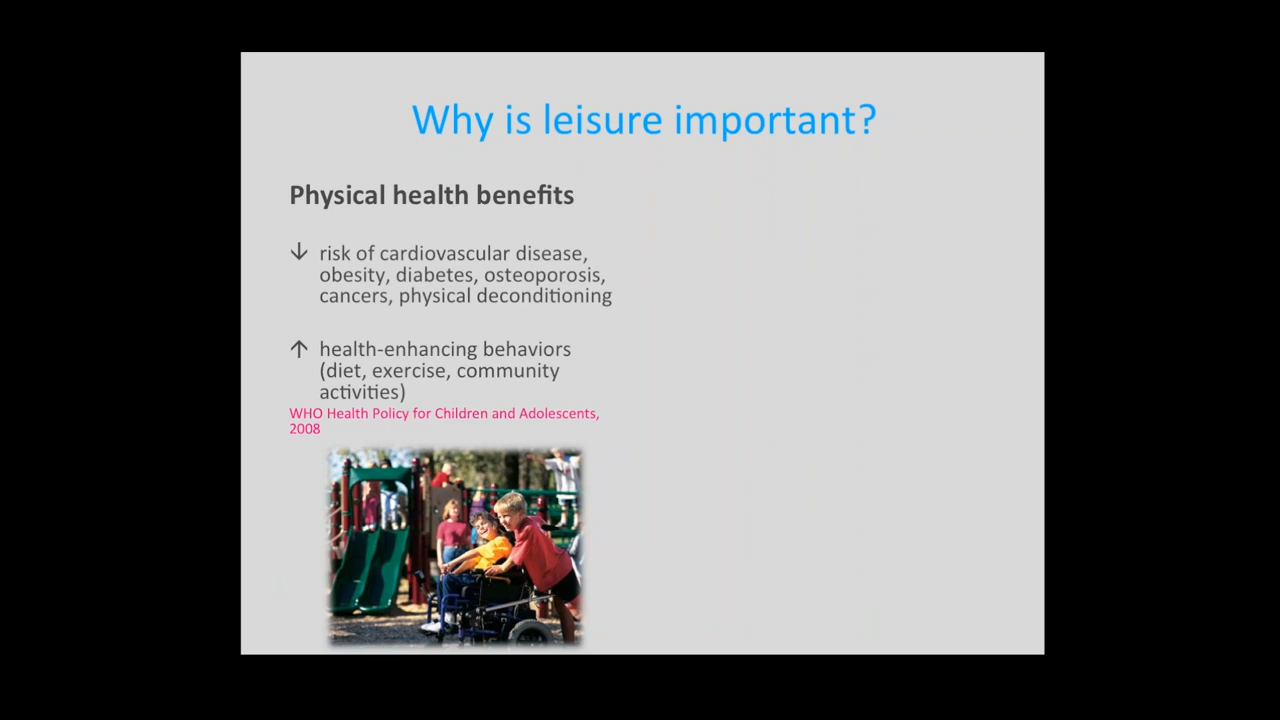 Why is leisure important?
Physical health benefits
↓ risk of cardiovascular disease,
obesity, diabetes, osteoporosis,
cancers, physical deconditioning
↑ health-enhancing behaviors
(diet, exercise, community
activities)
WHO Health Policy for Children and Adolescents,
2008